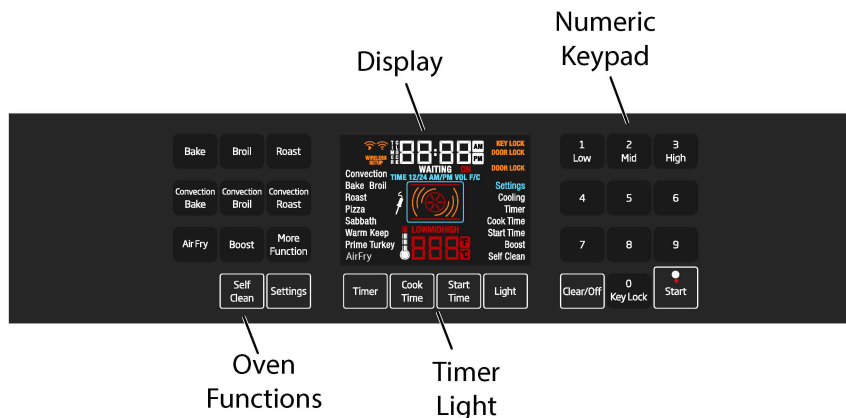 Numeric
Keypad
Display
Bake
Broil
Roast
Convection
Bake
Convection
Broil
Convection
Roast
Air Fry
Boost
More
Function
Self
Clean
Settings
WIRELESS
SETUP
TIMER
CLOCK
88:88
AM
PM
KEY LOCK
DOOR LOCK
WAITING ON
DOOR LOCK
TIME 12/24 AM/PM VOL F/C
Convection
Bake Broil
Roast
Pizza
Sabbath
Warm Keep
Prime Turkey
AirFry
LOWMIDHIGH
888
°F
°C
Settings
Cooling
Timer
Cook Time
Start Time
Boost
Self Clean
Timer
Cook
Time
Start
Time
Light
1
Low
2
Mid
3
High
4
5
6
7
8
9
Clear/Off
0
Key Lock
Start
Oven
Functions
Timer
Light